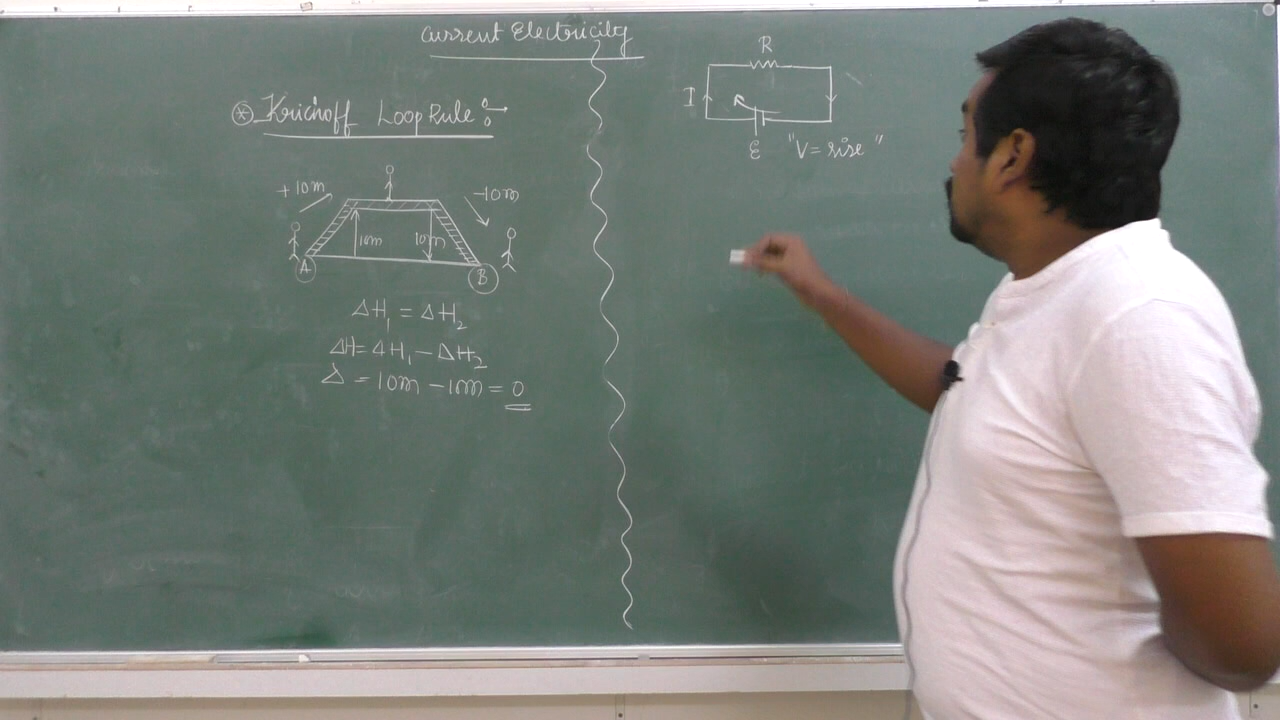 Current Electricity
* Krichoff Loop Rule :→
+10m
-10m
10m
10m
A
B
ΔH₁ = ΔH₂
ΔH = ΔH₁ - ΔH₂
Δ = 10m - 10m = 0
R
I
E
"V = rise"